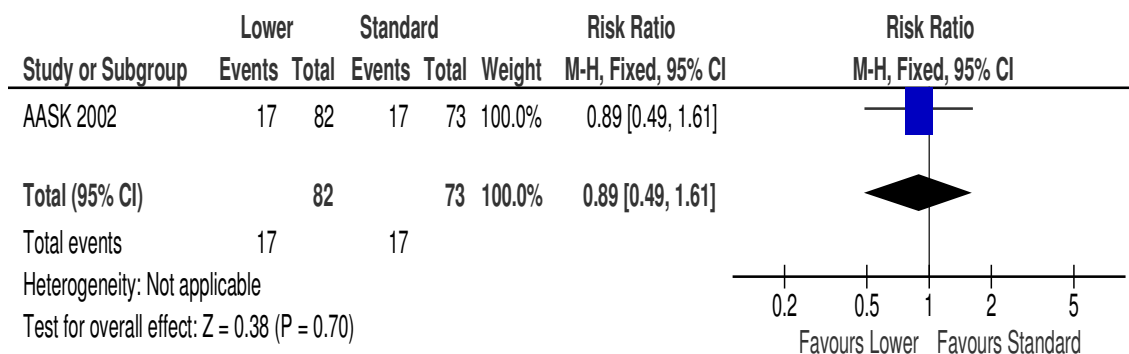 Lower Standard Risk Ratio Risk Ratio
Study or Subgroup Events Total Events Total Weight M-H, Fixed, 95% CI M-H, Fixed, 95% CI
AASK 2002 17 82 17 73 100.0% 0.89 [0.49, 1.61]
Total (95% CI) 82 73 100.0% 0.89 [0.49, 1.61]
Total events 17 17
Heterogeneity: Not applicable
Test for overall effect: Z = 0.38 (P = 0.70)
0.2 0.5 1 2 5
Favours Lower Favours Standard